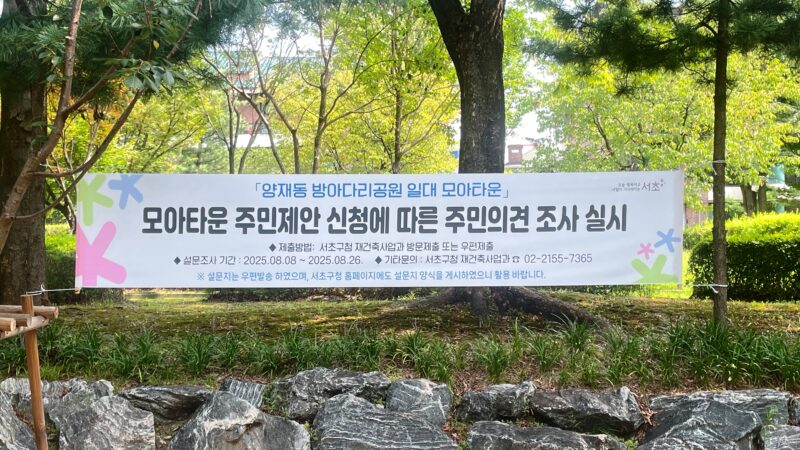 「양재동 방아다리공원 일대 모아타운」
모아타운 주민제안 신청에 따른 주민의견 조사 실시
◆ 제출방법: 서초구청 재건축사업과 방문제출 또는 우편제출
◆ 설문조사 기간 : 2025.08.08 ~ 2025.08.26. ◆ 기타문의 : 서초구청 재건축사업과 ☎ 02-2155-7365
※ 설문지는 우편발송 하였으며, 서초구청 홈페이지에도 설문지 양식을 게시하였으니 활용 바랍니다.
서초